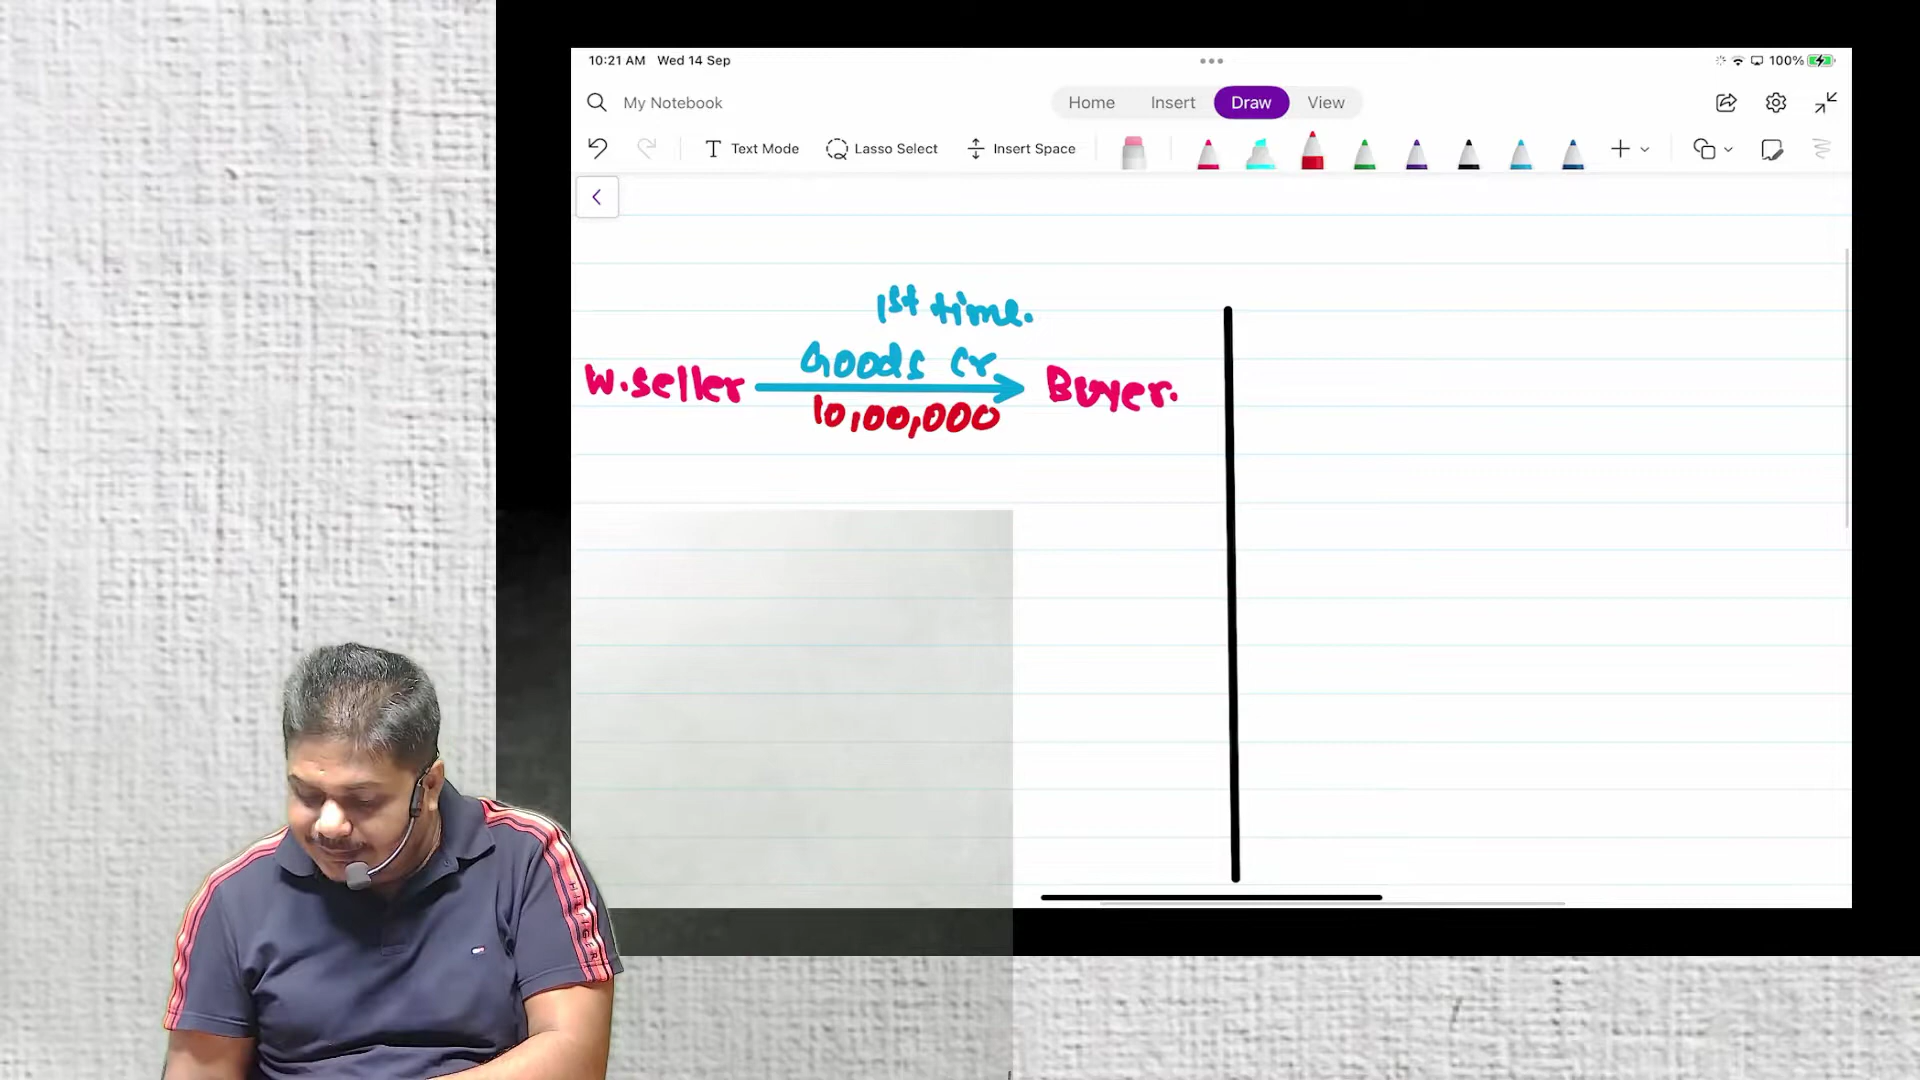 10:21 AM Wed 14 Sep
100%
My Notebook
Home Insert Draw View
Text Mode Lasso Select Insert Space
1st time.
Goods Cr
W.seller Buyer.
10,00,000
HILFIGER